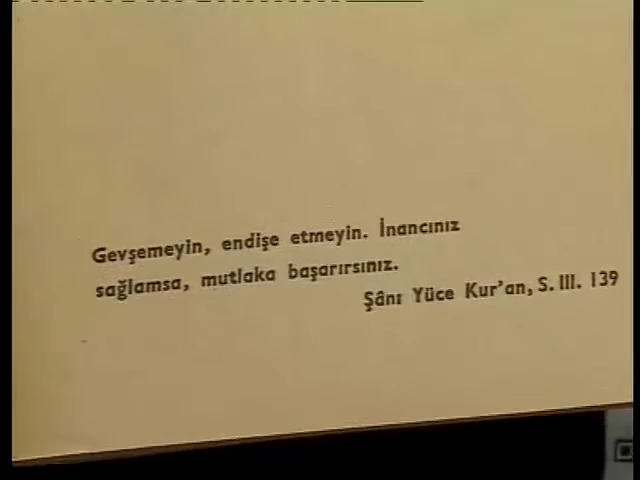 Gevşemeyin, endişe etmeyin. İnancınız
sağlamsa, mutlaka başarırsınız.
Şânı Yüce Kur'an, S. III. 139